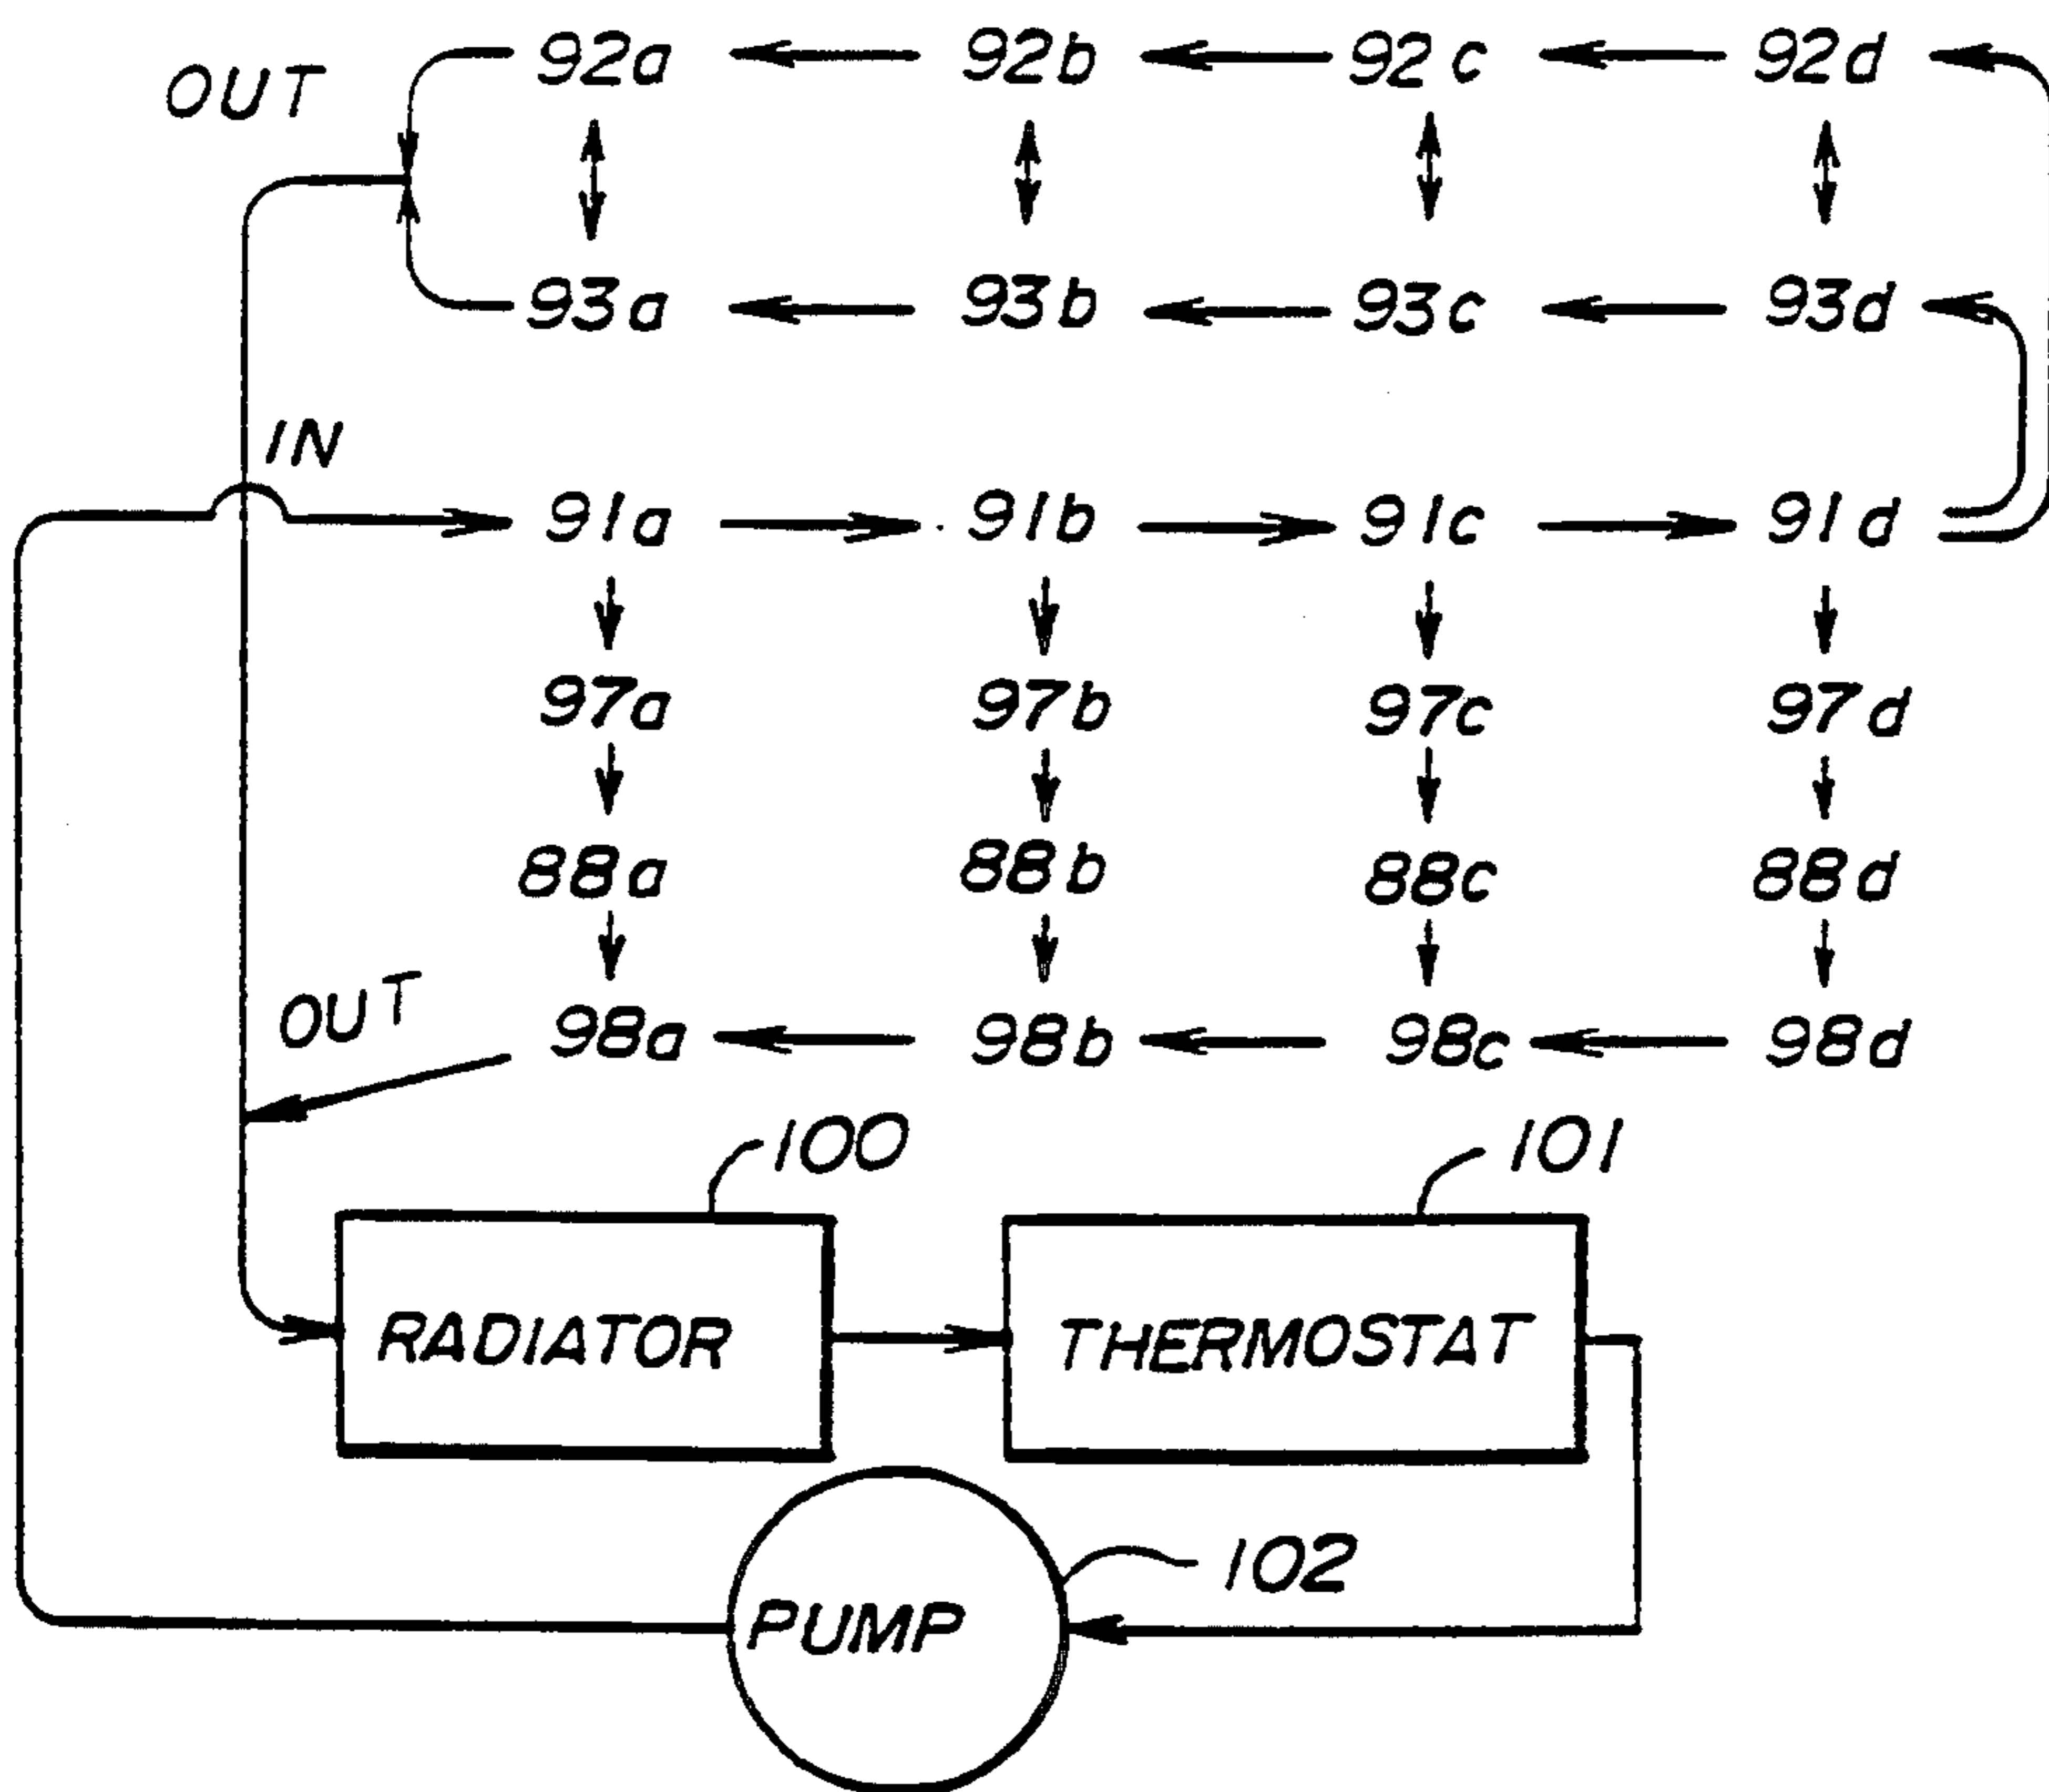 OUT
92a 92b 92c 92d
93a 93b 93c 93d
IN
91a 91b 91c 91d
97a 97b 97c 97d
88a 88b 88c 88d
OUT
98a 98b 98c 98d
100 101
RADIATOR THERMOSTAT
102
PUMP